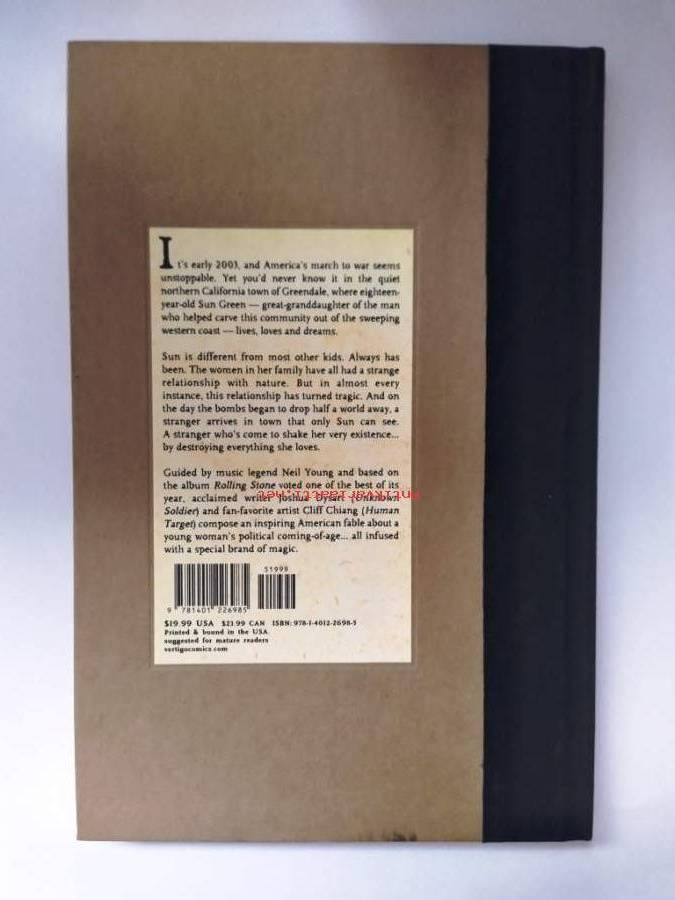 It's early 2003, and America's march to war seems
unstoppable. Yet you'd never know it in the quiet
northern California town of Greendale, where eighteen-
year-old Sun Green — great-granddaughter of the man
who helped carve this community out of the sweeping
western coast — lives, loves and dreams.
Sun is different from most other kids. Always has
been. The women in her family have all had a strange
relationship with nature. But in almost every
instance, this relationship has turned tragic. And on
the day the bombs began to drop half a world away, a
stranger arrives in town that only Sun can see.
A stranger who's come to shake her very existence...
by destroying everything she loves.
Guided by music legend Neil Young and based on
the album Rolling Stone voted one of the best of its
year, acclaimed writer Joshua Dysart (Unknown
Soldier) and fan-favorite artist Cliff Chiang (Human
Target) compose an inspiring American fable about a
young woman's political coming-of-age... all infused
with a special brand of magic.
antikvariaatti.net
51999
9 781401 226985
$19.99 USA $21.99 CAN ISBN: 978-1-4012-2698-5
Printed & bound in the USA.
suggested for mature readers
vertigocomics.com